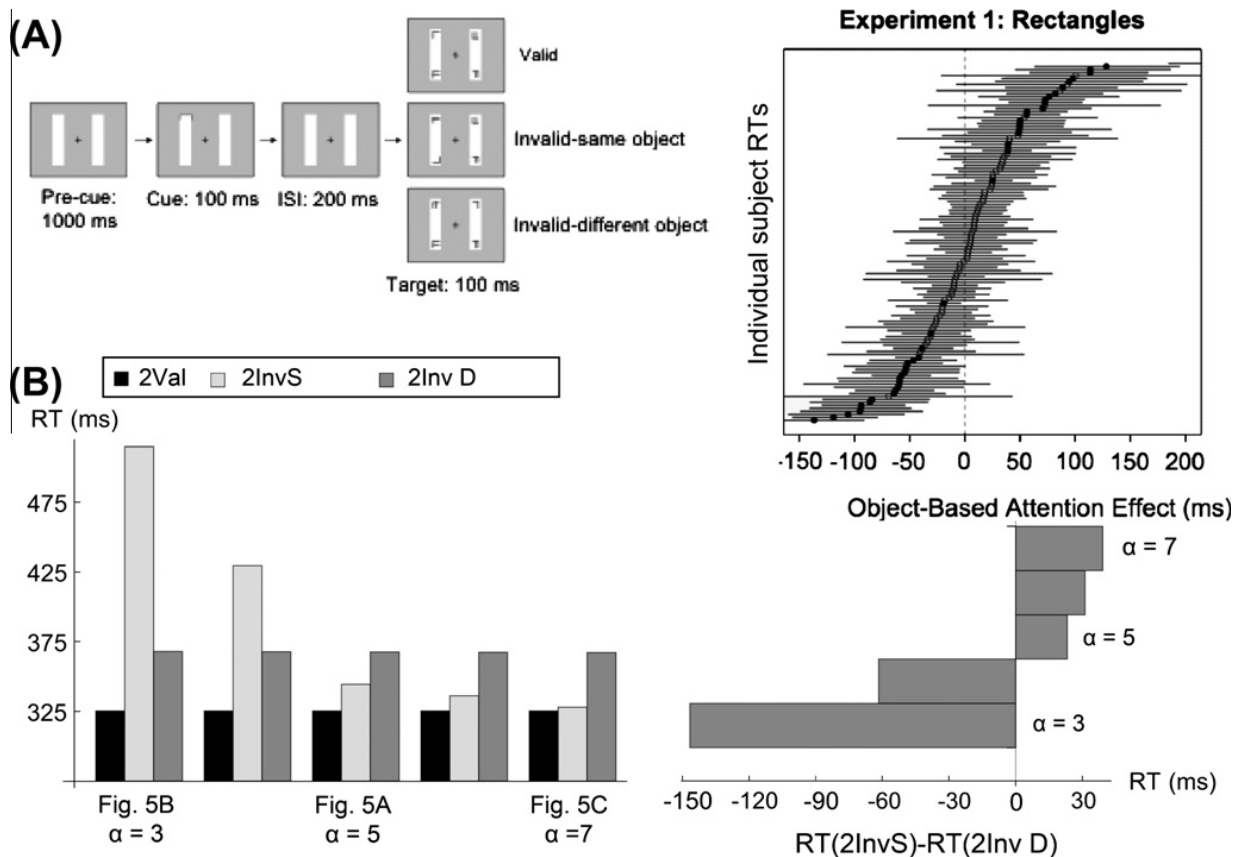 (A)
Valid
Invalid-same object
Invalid-different object
Pre-cue:
1000 ms
Cue: 100 ms
ISI: 200 ms
Target: 100 ms
Experiment 1: Rectangles
Individual subject RTs
-150 -100 -50 0 50 100 150 200
Object-Based Attention Effect (ms)
(B)
2Val 2InvS 2Inv D
RT (ms)
475
425
375
325
Fig. 5B
α = 3
Fig. 5A
α = 5
Fig. 5C
α =7
α = 7
α = 5
α = 3
-150 -120 -90 -60 -30 0 30
RT (ms)
RT(2InvS)-RT(2Inv D)